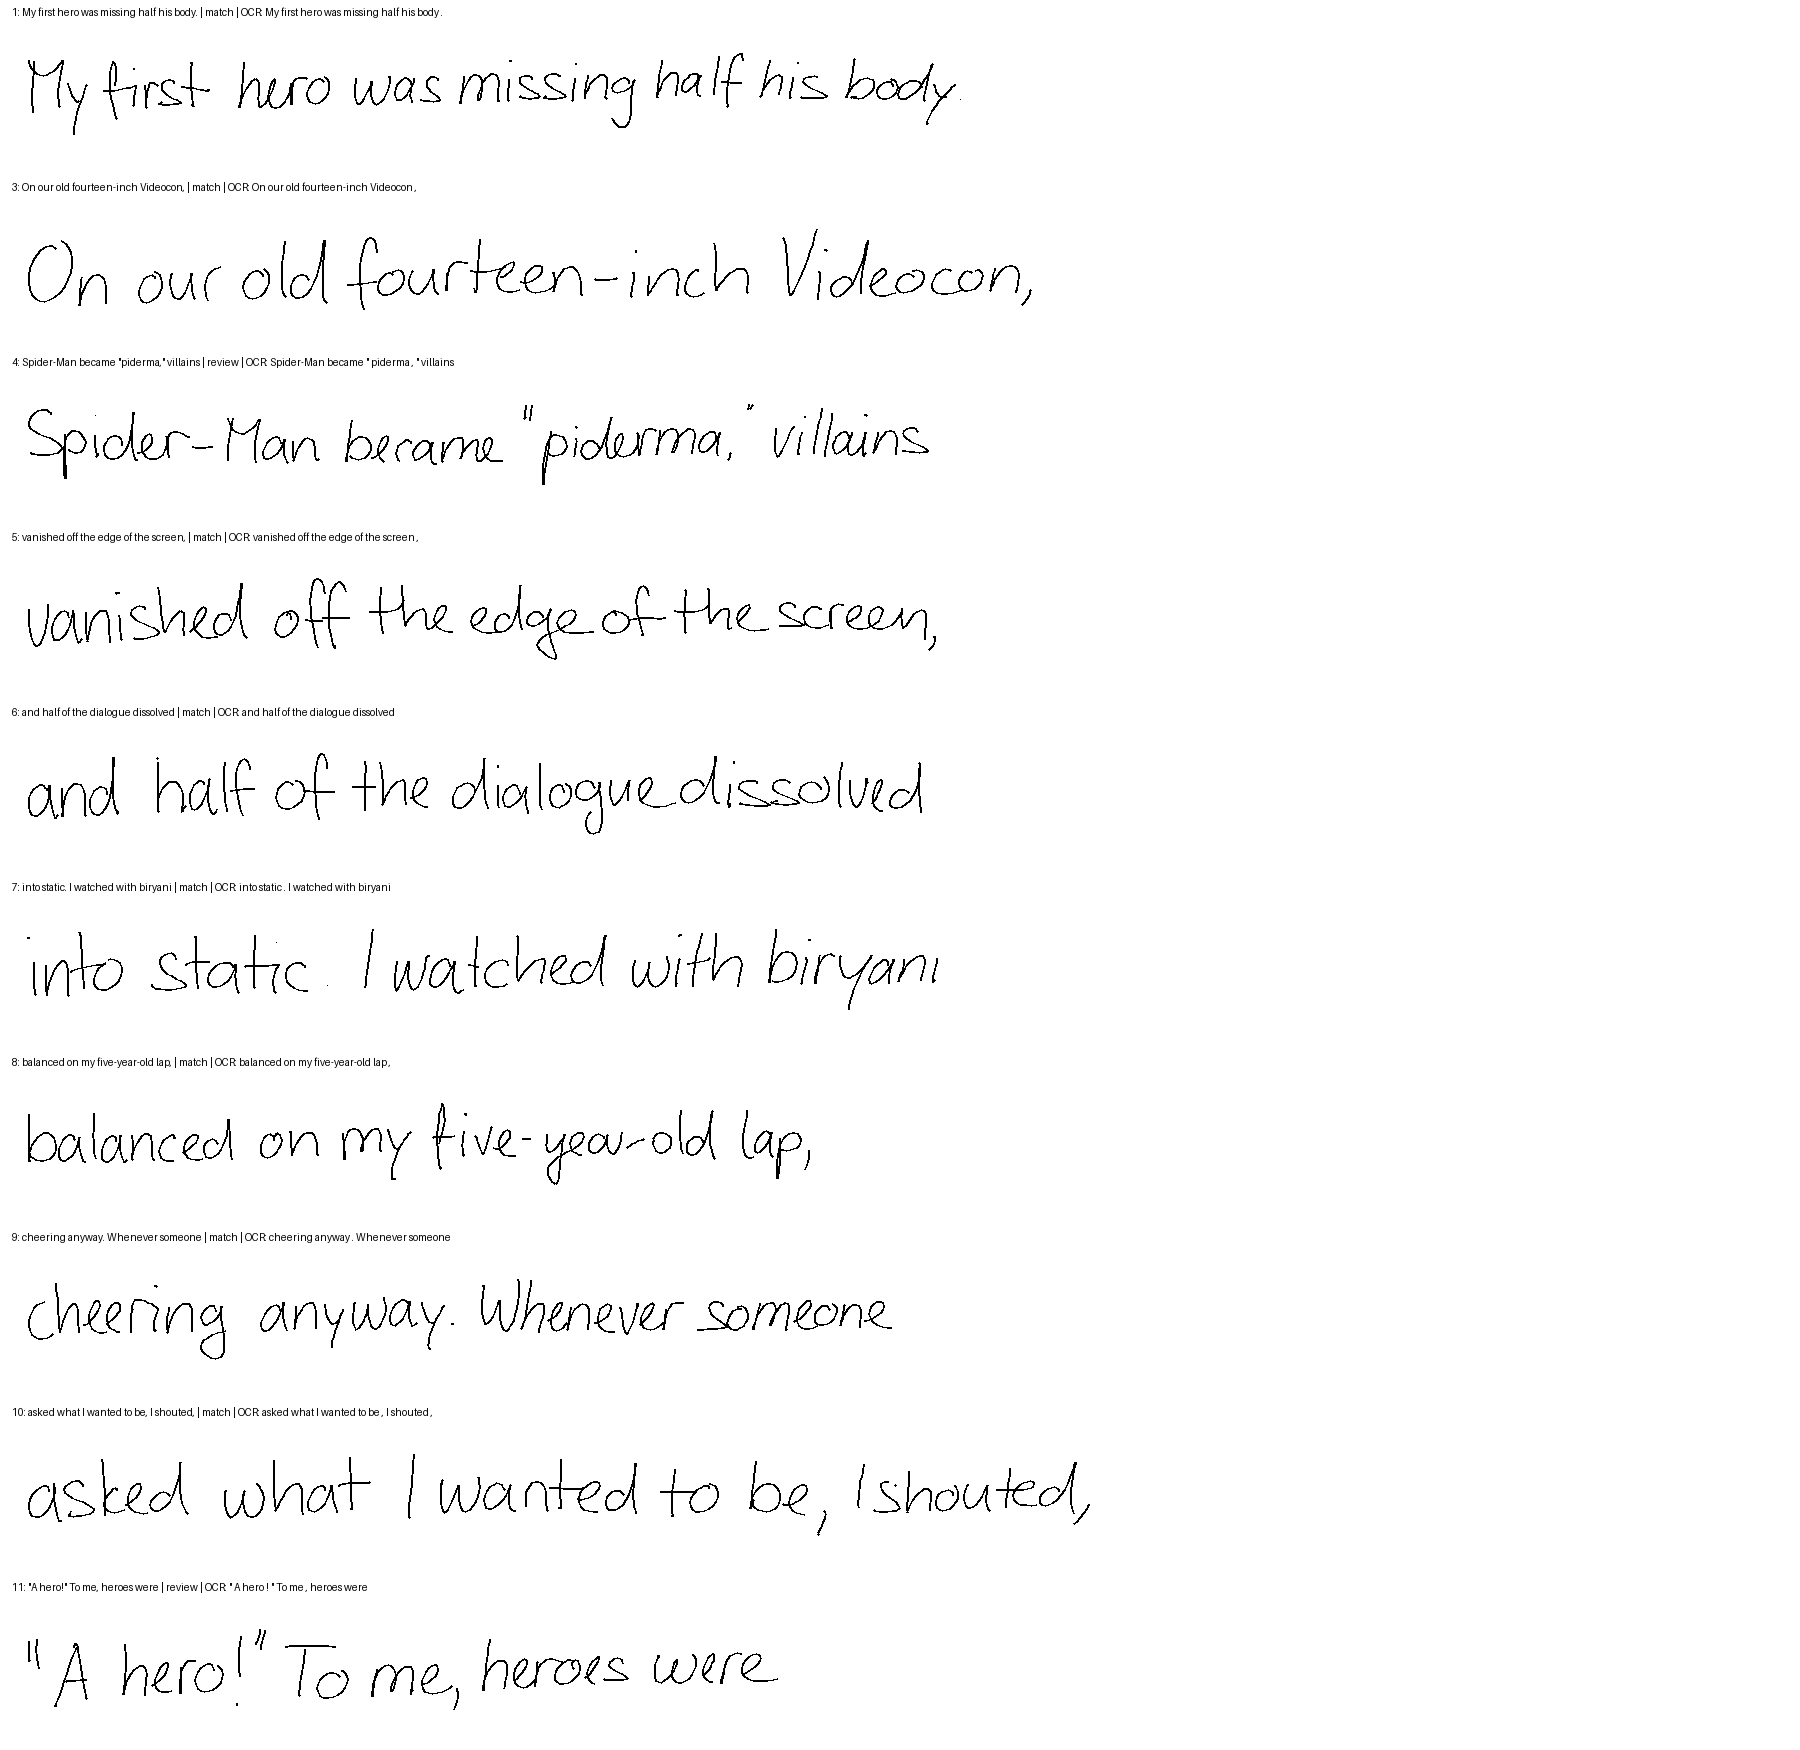 1: My first hero was missing half his body. | match | OCR: My first hero was missing half his body .
My first hero was missing half his body.
3: On our old fourteen-inch Videocon, | match | OCR: On our old fourteen-inch Videocon ,
On our old fourteen-inch Videocon,
4: Spider-Man became "piderma," villains | review | OCR: Spider-Man became " piderma , " villains
Spider-Man became "piderma," villains
5: vanished off the edge of the screen, | match | OCR: vanished off the edge of the screen ,
vanished off the edge of the screen,
6: and half of the dialogue dissolved | match | OCR: and half of the dialogue dissolved
and half of the dialogue dissolved
7: into static. I watched with biryani | match | OCR: into static . I watched with biryani
into static. I watched with biryani
8: balanced on my five-year-old lap, | match | OCR: balanced on my five-year-old lap ,
balanced on my five-year-old lap,
9: cheering anyway. Whenever someone | match | OCR: cheering anyway . Whenever someone
cheering anyway. Whenever someone
10: asked what I wanted to be, I shouted, | match | OCR: asked what I wanted to be , I shouted ,
asked what I wanted to be, I shouted,
11: "A hero!" To me, heroes were | review | OCR: " A hero ! " To me , heroes were
"A hero!" To me, heroes were